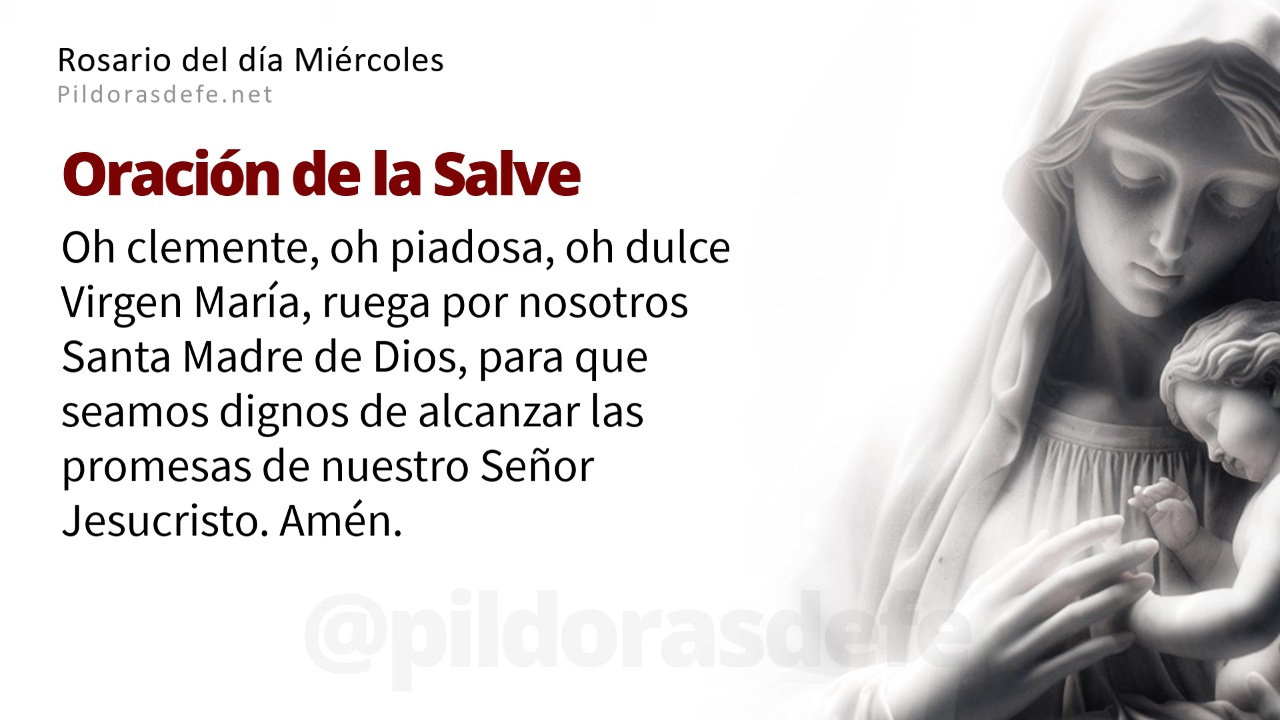 Rosario del día Miércoles
Pildorasdefe.net
Oración de la Salve
Oh clemente, oh piadosa, oh dulce
Virgen María, ruega por nosotros
Santa Madre de Dios, para que
seamos dignos de alcanzar las
promesas de nuestro Señor
Jesucristo. Amén.
@pildorasdefe